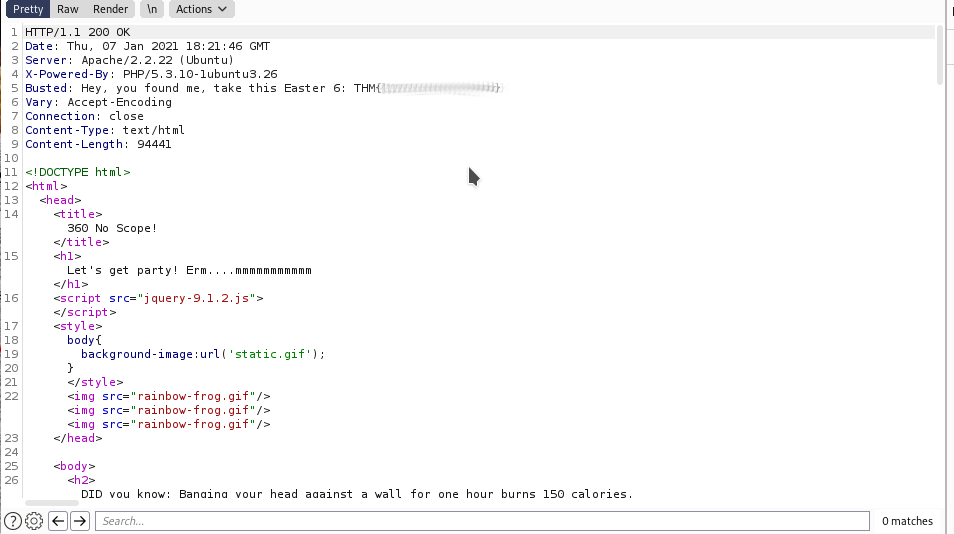 Pretty Raw Render \n Actions
1 HTTP/1.1 200 OK
2 Date: Thu, 07 Jan 2021 18:21:46 GMT
3 Server: Apache/2.2.22 (Ubuntu)
4 X-Powered-By: PHP/5.3.10-1ubuntu3.26
5 Busted: Hey, you found me, take this Easter 6: THM{ }
6 Vary: Accept-Encoding
7 Connection: close
8 Content-Type: text/html
9 Content-Length: 94441
10
11 <!DOCTYPE html>
12 <html>
13 <head>
14 <title>
360 No Scope!
</title>
15 <h1>
Let's get party! Erm....mmmmmmmmmmm
</h1>
16 <script src="jquery-9.1.2.js">
</script>
17 <style>
18 body{
19 background-image:url('static.gif');
20 }
21 </style>
22 <img src="rainbow-frog.gif"/>
<img src="rainbow-frog.gif"/>
<img src="rainbow-frog.gif"/>
23 </head>
24
25 <body>
26 <h2>
DID you know: Banging your head against a wall for one hour burns 150 calories.
Search... 0 matches